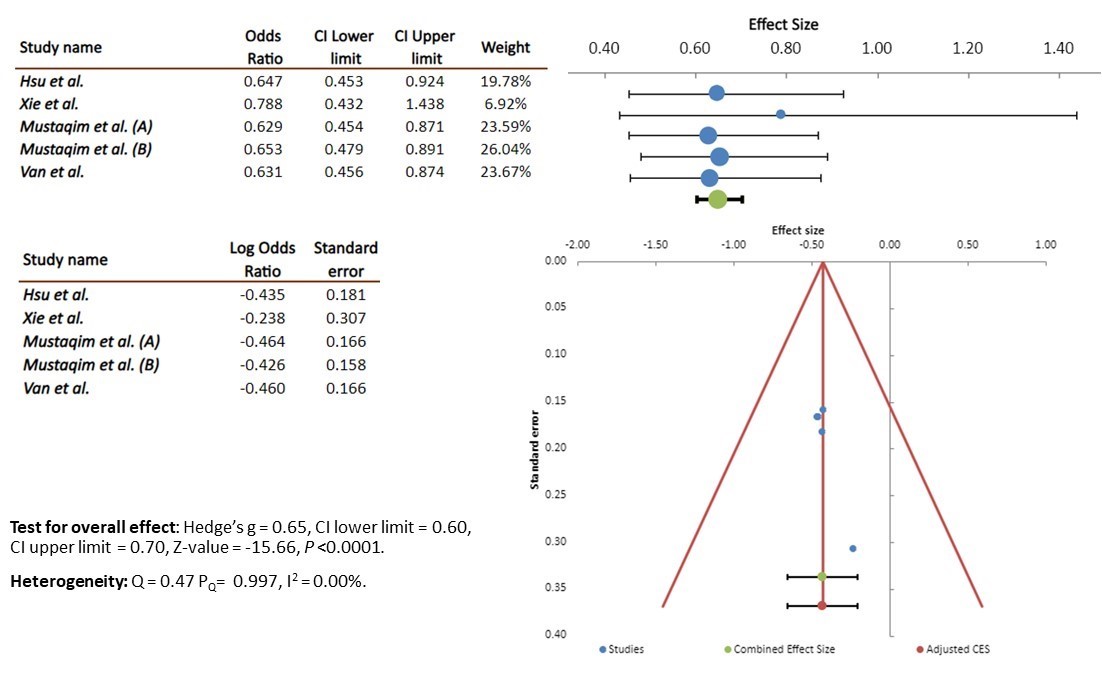 Study name Odds Ratio CI Lower limit CI Upper limit Weight
Hsu et al. 0.647 0.453 0.924 19.78%
Xie et al. 0.788 0.432 1.438 6.92%
Mustaqim et al. (A) 0.629 0.454 0.871 23.59%
Mustaqim et al. (B) 0.653 0.479 0.891 26.04%
Van et al. 0.631 0.456 0.874 23.67%
Effect Size
0.40 0.60 0.80 1.00 1.20 1.40
Study name Log Odds Ratio Standard error
Hsu et al. -0.435 0.181
Xie et al. -0.238 0.307
Mustaqim et al. (A) -0.464 0.166
Mustaqim et al. (B) -0.426 0.158
Van et al. -0.460 0.166
Effect size
-2.00 -1.50 -1.00 -0.50 0.00 0.50 1.00
0.00
0.05
0.10
0.15
0.20
0.25
0.30
0.35
0.40
Standard error
Studies Combined Effect Size Adjusted CES
Test for overall effect: Hedge's g = 0.65, CI lower limit = 0.60,
CI upper limit = 0.70, Z-value = -15.66, P <0.0001.
Heterogeneity: Q = 0.47 PQ= 0.997, I2 = 0.00%.